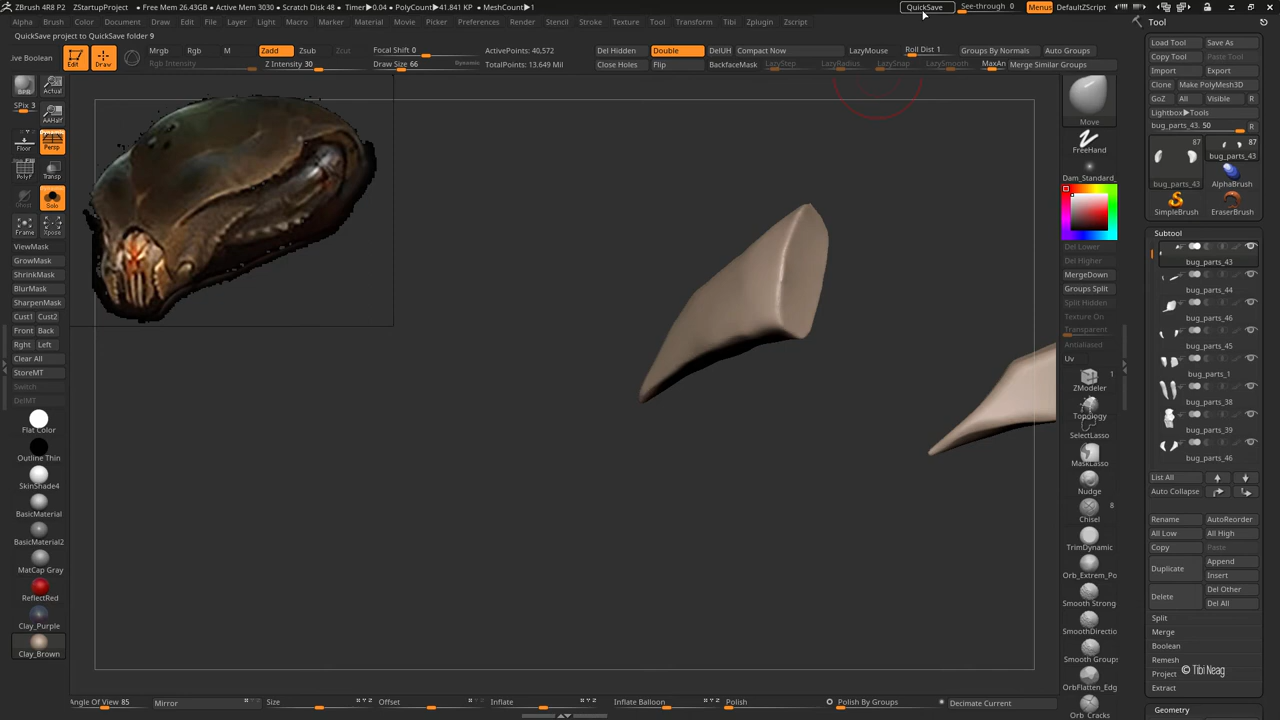 ZBrush 4R8 P2 ZStartupProject • Free Mem 26.43GB • Active Mem 3030 • Scratch Disk 48 • Timer▶0.04 • PolyCount▶41.841 KP • MeshCount▶1 QuickSave See-through 0 Menus DefaultZScript
Alpha Brush Color Document Draw Edit File Layer Light Macro Marker Material Movie Picker Preferences Render Stencil Stroke Texture Tool Transform Zplugin Zscript Tool
QuickSave project to QuickSave folder 9
ive Boolean Edit Draw Mrgb Rgb M Zadd Zsub Zcut Focal Shift 0 ActivePoints: 40,572 Del Hidden Double DelUH Compact Now LazyMouse Roll Dist 1 Groups By Normals Auto Groups
Rgb Intensity Z Intensity 30 Draw Size 66 Dynamic TotalPoints: 13.649 Mil Close Holes Flip BackfaceMask LazyStep LazyRadius LazySnap LazySmooth MaxAn Merge Similar Groups
BPR Actual
SPix 3 AAHalf
Floor Persp
PolyF Transp
Ghost Solo
Frame Xpose
ViewMask
GrowMask
ShrinkMask
BlurMask
SharpenMask
Cust1 Cust2
Front Back
Rght Left
Clear All
StoreMT
Switch
DelMT
Flat Color
Outline Thin
SkinShade4
BasicMaterial
BasicMaterial2
MatCap Gray
ReflectRed
Clay_Purple
Clay_Brown
Move
FreeHand
Dam_Standard_
Del Lower
Del Higher
MergeDown
Groups Split
Split Hidden
Texture On
Transparent
Antialiased
Uv
1
ZModeler
Topology
SelectLasso
MaskLasso
Nudge
8
Chisel
TrimDynamic
Orb_Extrem_Po
Smooth Strong
SmoothDirectio
Smooth Groups
OrbFlatten_Edg
Orb_Cracks
Load Tool Save As
Copy Tool Paste Tool
Import Export
Clone Make PolyMesh3D
GoZ All Visible R
Lightbox▶Tools
bug_parts_43. 50 R
87 87
bug_parts_43
bug_parts_43 AlphaBrush
SimpleBrush EraserBrush
Subtool
bug_parts_43
bug_parts_44
bug_parts_46
bug_parts_45
bug_parts_1
bug_parts_38
bug_parts_39
bug_parts_46
List All
Auto Collapse
Rename AutoReorder
All Low All High
Copy Paste
Duplicate Append
Insert
Delete Del Other
Del All
Split
Merge
Boolean
Remesh
Project
Extract
Geometry
© Tibi Neag
Angle Of View 85 Mirror Size Offset Inflate Inflate Balloon Polish Polish By Groups Decimate Current